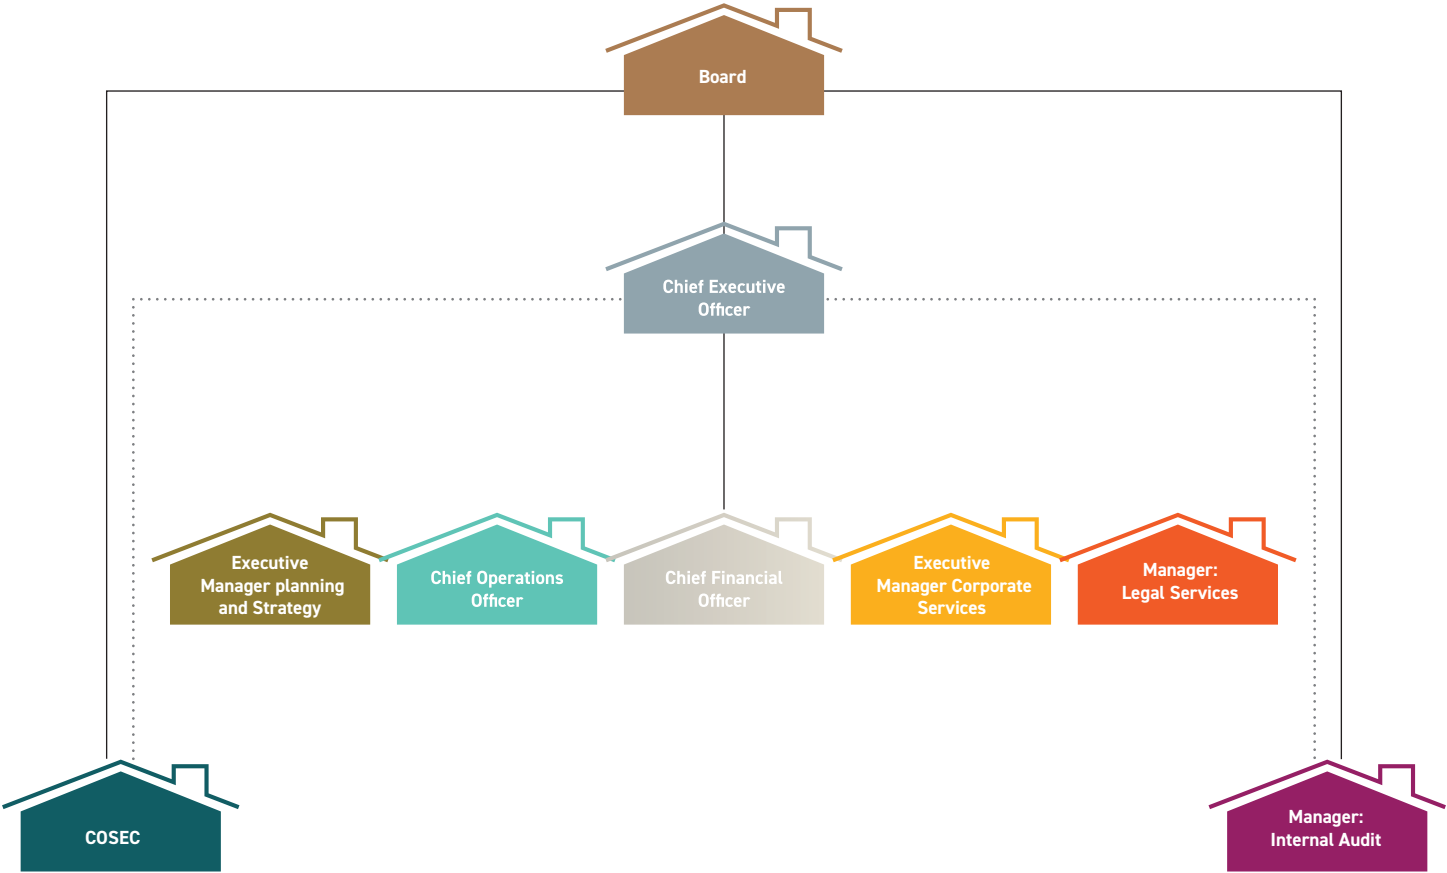 Board
Chief Executive
Officer
Executive
Manager planning
and Strategy
Chief Operations
Officer
Chief Financial
Officer
Executive
Manager Corporate
Services
Manager:
Legal Services
COSEC
Manager:
Internal Audit